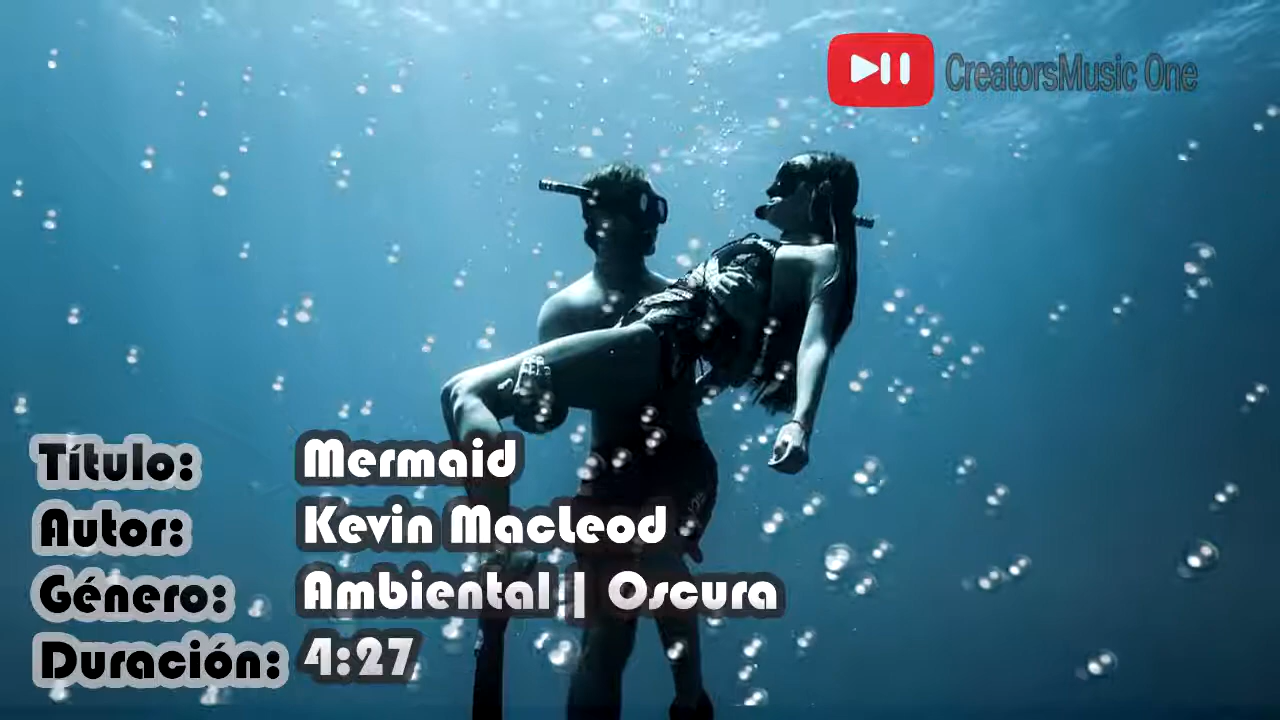 CreatorsMusic One
Título: Mermaid
Autor: Kevin MacLeod
Género: Ambiental | Oscura
Duración: 4:27